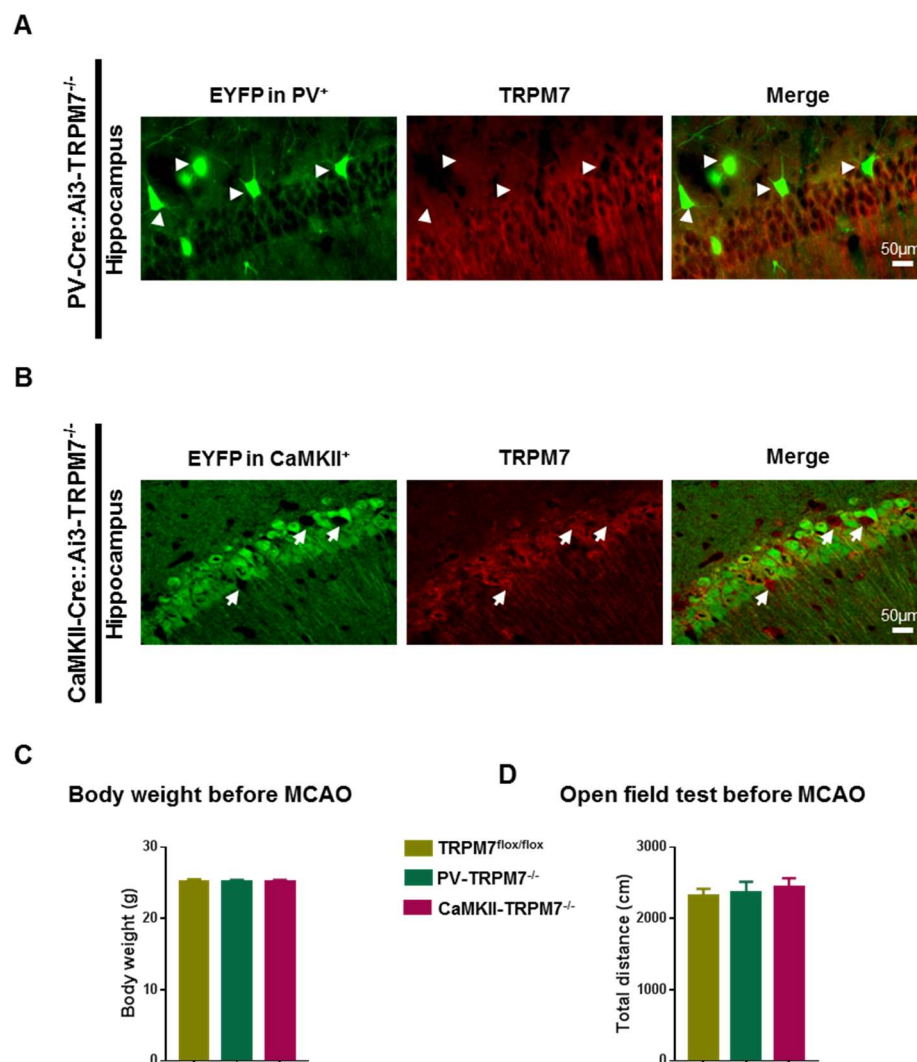 A
PV-Cre::Ai3-TRPM7-/-
Hippocampus
EYFP in PV+
TRPM7
Merge
50μm
B
CaMKII-Cre::Ai3-TRPM7-/-
Hippocampus
EYFP in CaMKII+
TRPM7
Merge
50μm
C
Body weight before MCAO
Body weight (g)
30
20
10
0
TRPM7flox/flox
PV-TRPM7-/-
CaMKII-TRPM7-/-
D
Open field test before MCAO
Total distance (cm)
3000
2000
1000
0